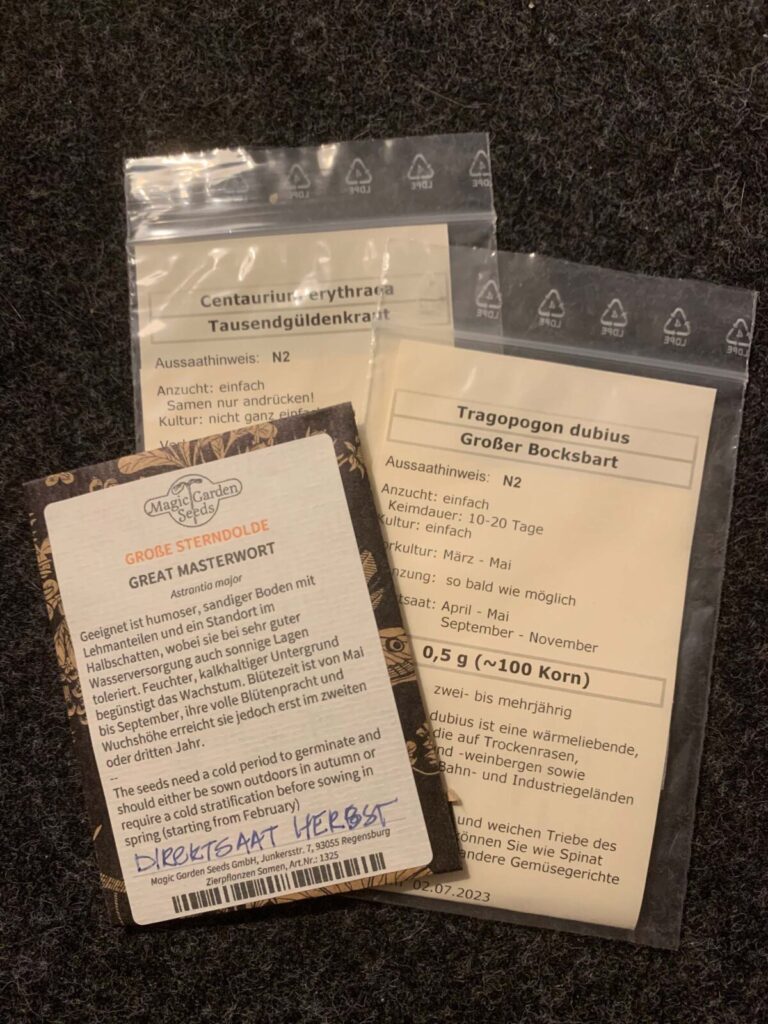 LDPE
LDPE
LDPE
Centaurium erythraea
Tausendgüldenkraut
Aussaathinweis: N2
Anzucht: einfach
Samen nur andrücken!
Kultur: nicht ganz einfach
LDPE
LDPE
LDPE
LDPE
LDPE
Tragopogon dubius
Großer Bocksbart
Aussaathinweis: N2
Anzucht: einfach
Keimdauer: 10-20 Tage
Kultur: einfach
orkultur: März - Mai
nzung: so bald wie möglich
tsaat: April - Mai
September - November
0,5 g (~100 Korn)
zwei- bis mehrjährig
dubius ist eine wärmeliebende,
die auf Trockenrasen,
nd -weinbergen sowie
Bahn- und Industriegeländen
und weichen Triebe des
können Sie wie Spinat
andere Gemüsegerichte
02.07.2023
Magic Garden
Seeds
GROßE STERNDOLDE
GREAT MASTERWORT
Astrantia major
Geeignet ist humoser, sandiger Boden mit
Lehmanteilen und ein Standort im
Halbschatten, wobei sie bei sehr guter
Wasserversorgung auch sonnige Lagen
toleriert. Feuchter, kalkhaltiger Untergrund
begünstigt das Wachstum. Blütezeit ist von Mai
bis September, ihre volle Blütenpracht und
Wuchshöhe erreicht sie jedoch erst im zweiten
oder dritten Jahr.
--
The seeds need a cold period to germinate and
should either be sown outdoors in autumn or
require a cold stratification before sowing in
spring (starting from February)
DIREKTSAAT HERBST
Magic Garden Seeds GmbH, Junkersstr. 7, 93055 Regensburg
Zierpflanzen Samen, Art.Nr.: 1325